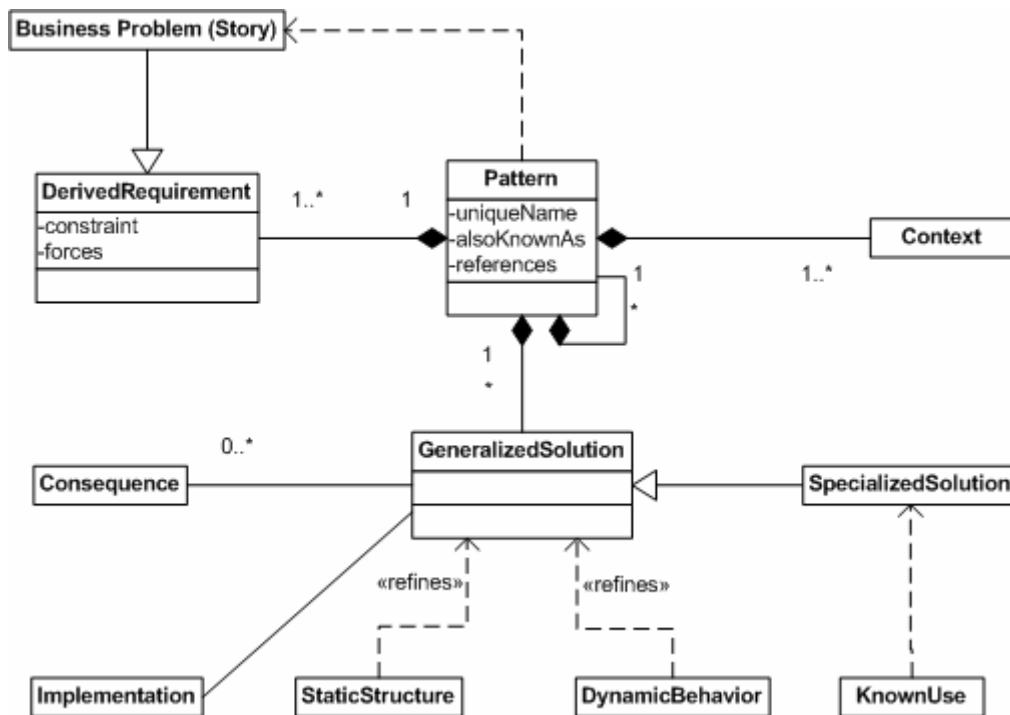 Business Problem (Story)
DerivedRequirement
-constraint
-forces
1..*
1
Pattern
-uniqueName
-alsoKnownAs
-references
Context
1..*
1
*
1
*
GeneralizedSolution
0..*
Consequence
SpecializedSolution
«refines»
«refines»
Implementation
StaticStructure
DynamicBehavior
KnownUse